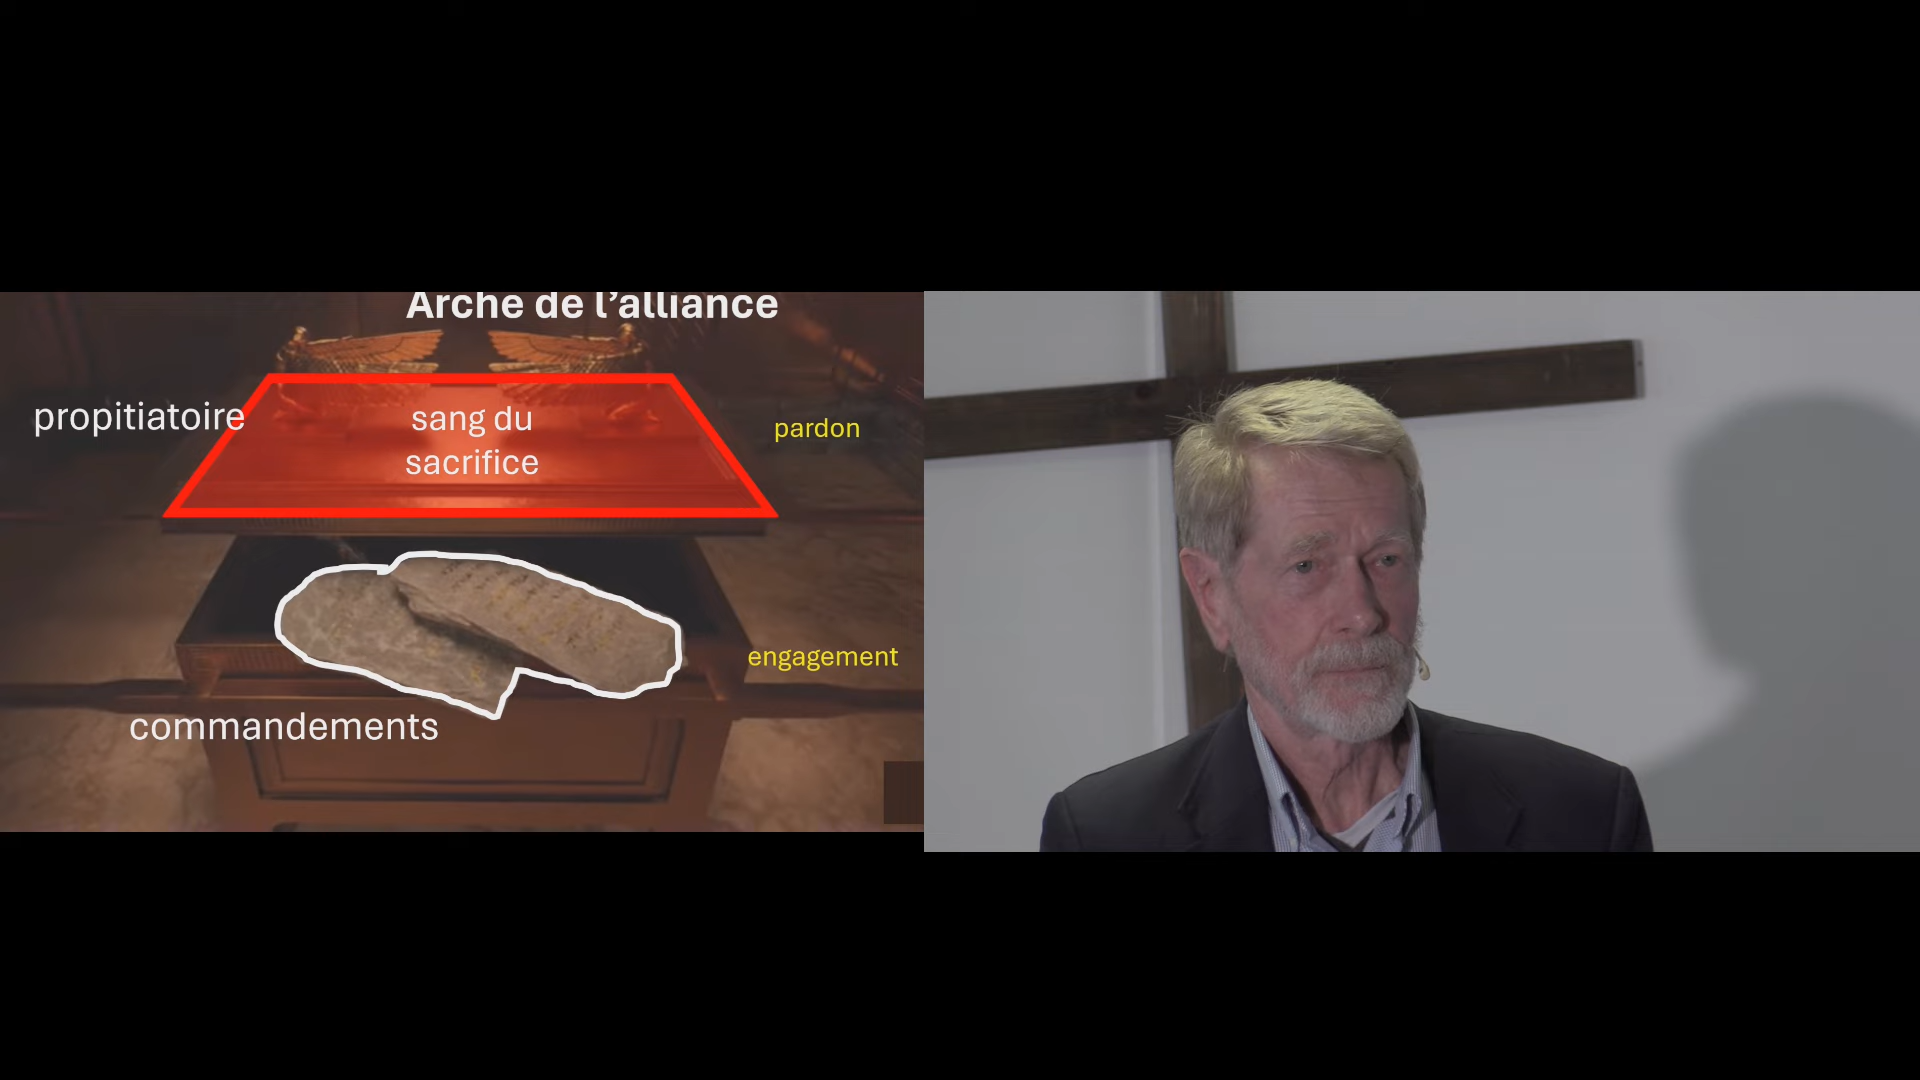 Arche de l’alliance
propitiatoire
sang du
sacrifice
pardon
engagement
commandements